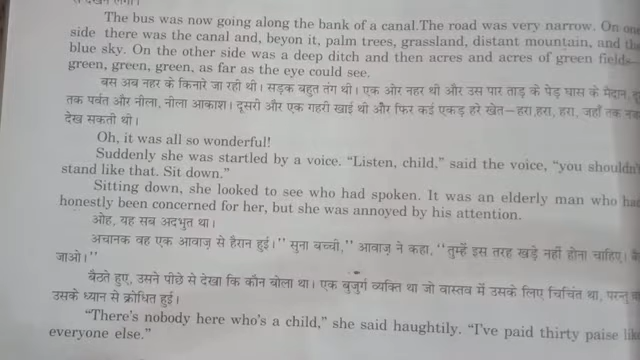 The bus was now going along the bank of a canal.The road was very narrow. On one
side there was the canal and, beyon it, palm trees, grassland, distant mountain, and the
blue sky. On the other side was a deep ditch and then acres and acres of green fields—
green, green, green, as far as the eye could see.
बस अब नहर के किनारे जा रही थी। सड़क बहुत तंग थी। एक ओर नहर थी और उस पार ताड़ के पेड़ घास के मैदान,
तक पर्वत और नीला, नीला आकाश। दूसरी और एक गहरी खाई थी और फिर कई एकड़ हरे खेत—हरा,हरा, हरा, जहाँ तक
देख सकती थी।
Oh, it was all so wonderful!
Suddenly she was startled by a voice. “Listen, child,” said the voice, “you shouldn't
stand like that. Sit down.”
Sitting down, she looked to see who had spoken. It was an elderly man who had
honestly been concerned for her, but she was annoyed by his attention.
ओह, यह सब अदभुत था।
अचानक वह एक आवाज़ से हैरान हुई। '' सुना बच्ची,'' आवाज़ ने कहा, ''तुम्हें इस तरह खड़े नहीं होना चाहिए।
जाओ। ''
बैठते हुए, उसने पीछे से देखा कि कौन बोला था। एक बुजुर्ग व्यक्ति था जो वास्तव में उसके लिए चिंचित था, परन्तु
उसके ध्यान से क्रोधित हुई।
“There's nobody here who's a child,” she said haughtily. “I've paid thirty paise like
everyone else.”